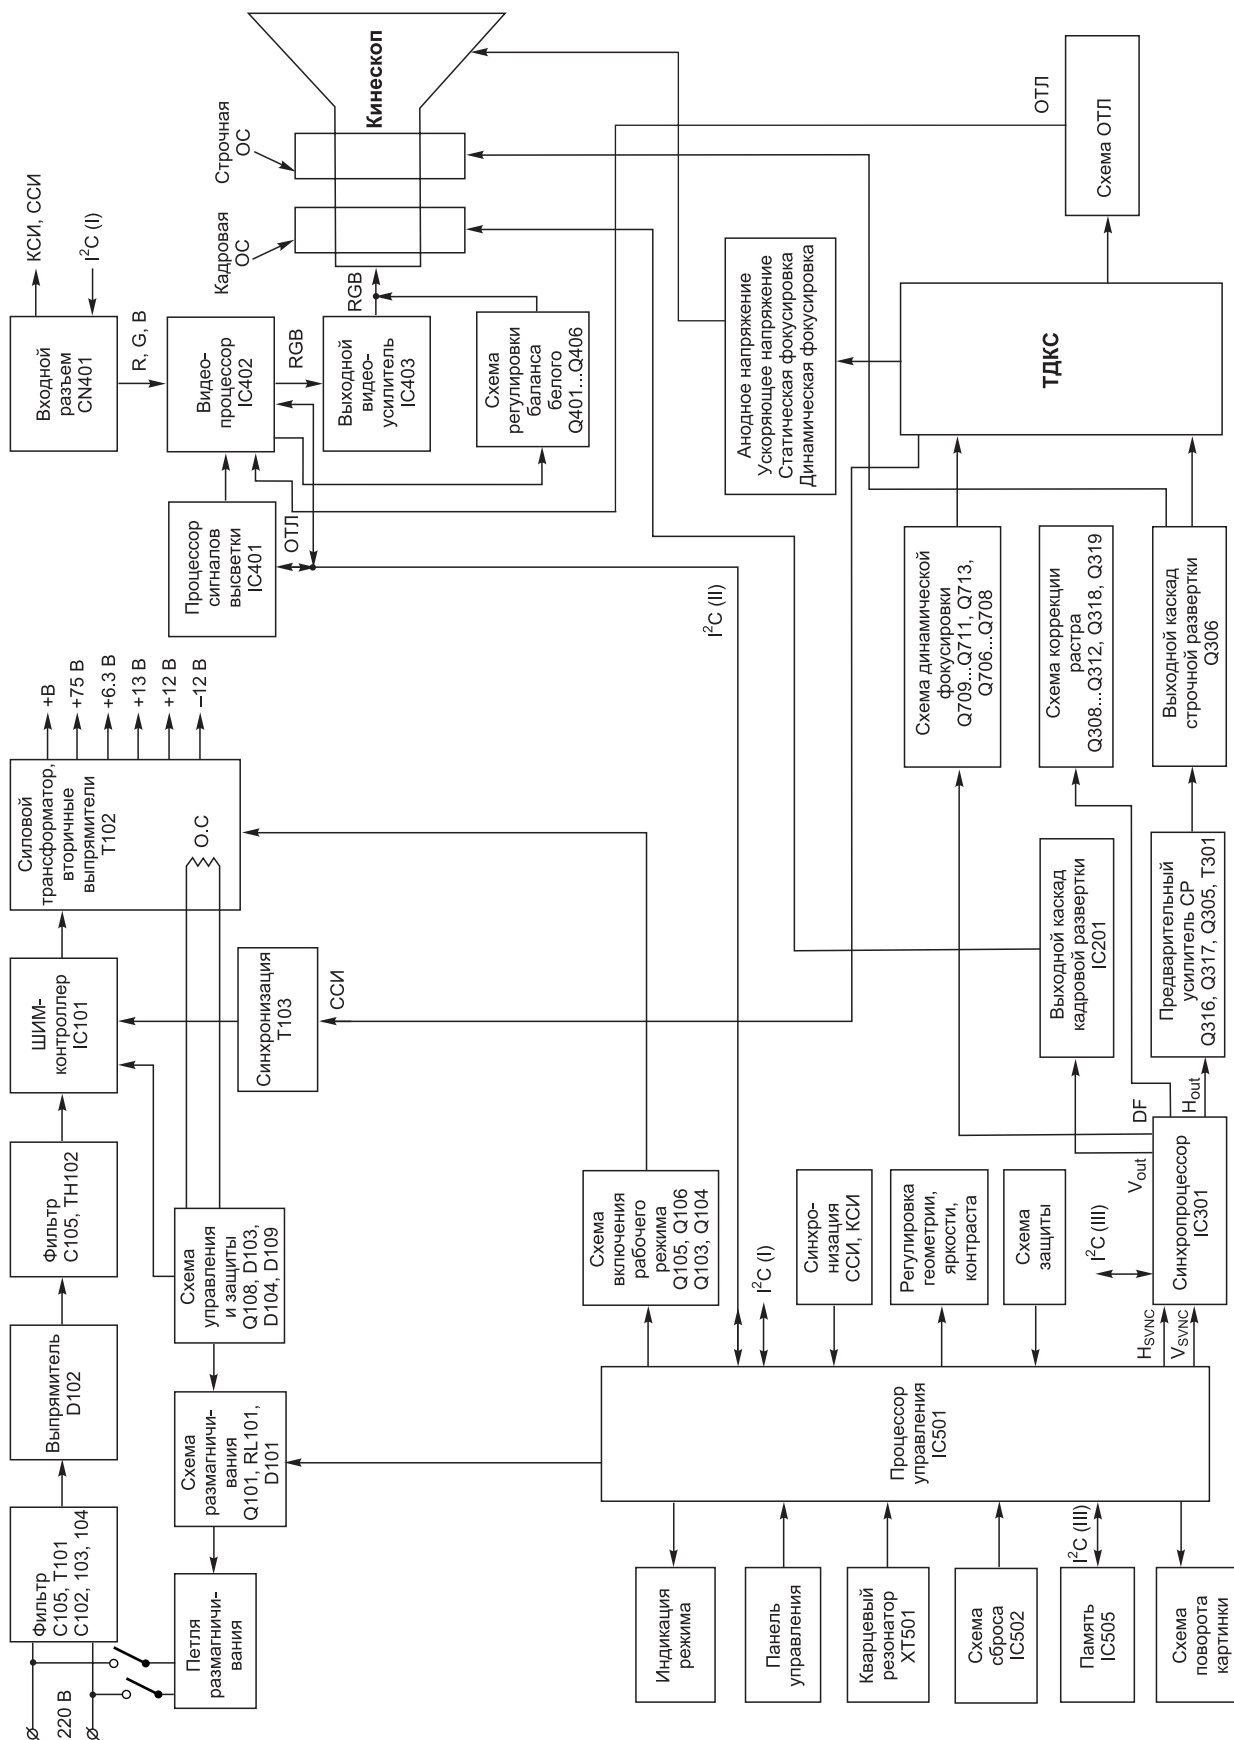 220 В
Фильтр
C105, T101
C102, 103, 104
Выпрямитель
D102
Фильтр
C105, TH102
ШИМ-
контроллер
IC101
Силовой
трансформатор,
вторичные
выпрямители
T102
О.С
+B
+75 В
+6.3 В
+13 В
+12 В
–12 В
Петля
размагничи-
вания
Схема
размагничи-
вания
Q101, RL101,
D101
Схема
управления
и защиты
Q108, D103,
D104, D109
Синхронизация
T103
ССИ
Входной
разъем
CN401
КСИ, ССИ
I²C (I)
R, G, B
Видео-
процессор
IC402
RGB
Выходной
видео-
усилитель
IC403
RGB
Процессор
сигналов
высветки
IC401
ОТЛ
Схема
регулировки
баланса
белого
Q401...Q406
Кадровая
ОС
Строчная
ОС
Кинескоп
I²C (II)
Анодное напряжение
Ускоряющее напряжение
Статическая фокусировка
Динамическая фокусировка
ТДКС
ОТЛ
Схема ОТЛ
Схема динамической
фокусировки
Q709...Q711, Q713,
Q706...Q708
Схема коррекции
растра
Q308...Q312, Q318, Q319
Выходной каскад
строчной развертки
Q306
Выходной каскад
кадровой развертки
IC201
Предварительный
усилитель СР
Q316, Q317, Q305, T301
Схема
включения
рабочего
режима
Q105, Q106
Q103, Q104
I²C (I)
Синхро-
низация
ССИ, КСИ
Регулировка
геометрии,
яркости,
контраста
Схема
защиты
I²C (III)
Vout
DF
Hout
Синхропроцессор
IC301
HSVNC
VSVNC
Процессор
управления
IC501
Индикация
режима
Панель
управления
Кварцевый
резонатор
XT501
Схема
сброса
IC502
I²C (III)
Память
IC505
Схема
поворота
картинки